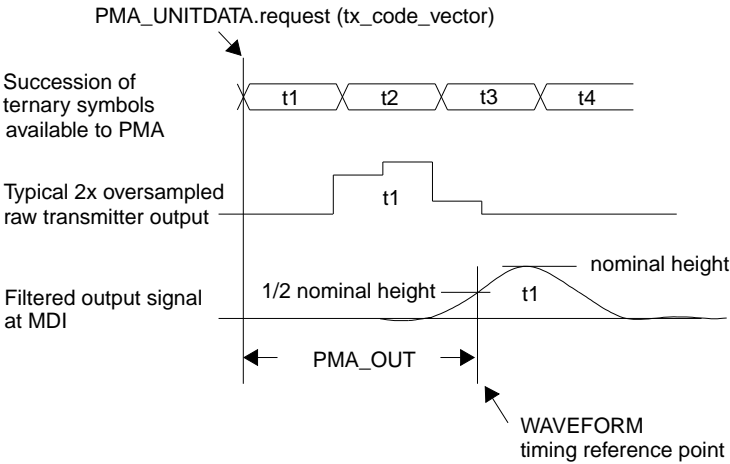 PMA_UNITDATA.request (tx_code_vector)
Succession of
ternary symbols
available to PMA
t1 t2 t3 t4
Typical 2x oversampled
raw transmitter output
t1
nominal height
1/2 nominal height
t1
Filtered output signal
at MDI
PMA_OUT
WAVEFORM
timing reference point